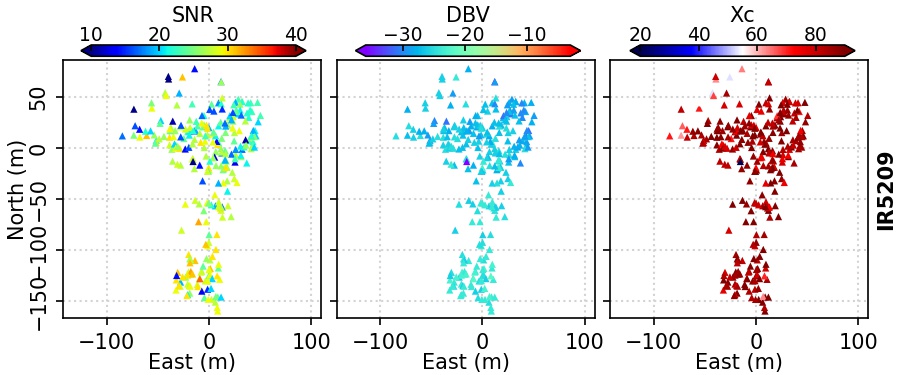 SNR DBV Xc
10 20 30 40 −30 −20 −10 20 40 60 80
50
0
−50
−100
−150
North (m)
IR5209
−100 0 100 −100 0 100 −100 0 100
East (m) East (m) East (m)